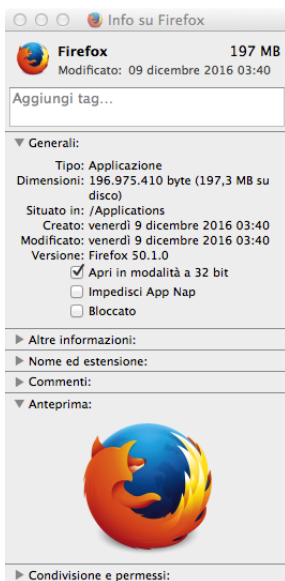 Info su Firefox
Firefox 197 MB
Modificato: 09 dicembre 2016 03:40
Aggiungi tag...
Generali:
Tipo: Applicazione
Dimensioni: 196.975.410 byte (197,3 MB su
disco)
Situato in: /Applications
Creato: venerdì 9 dicembre 2016 03:40
Modificato: venerdì 9 dicembre 2016 03:40
Versione: Firefox 50.1.0
Apri in modalità a 32 bit
Impedisci App Nap
Bloccato
Altre informazioni:
Nome ed estensione:
Commenti:
Anteprima:
Condivisione e permessi: